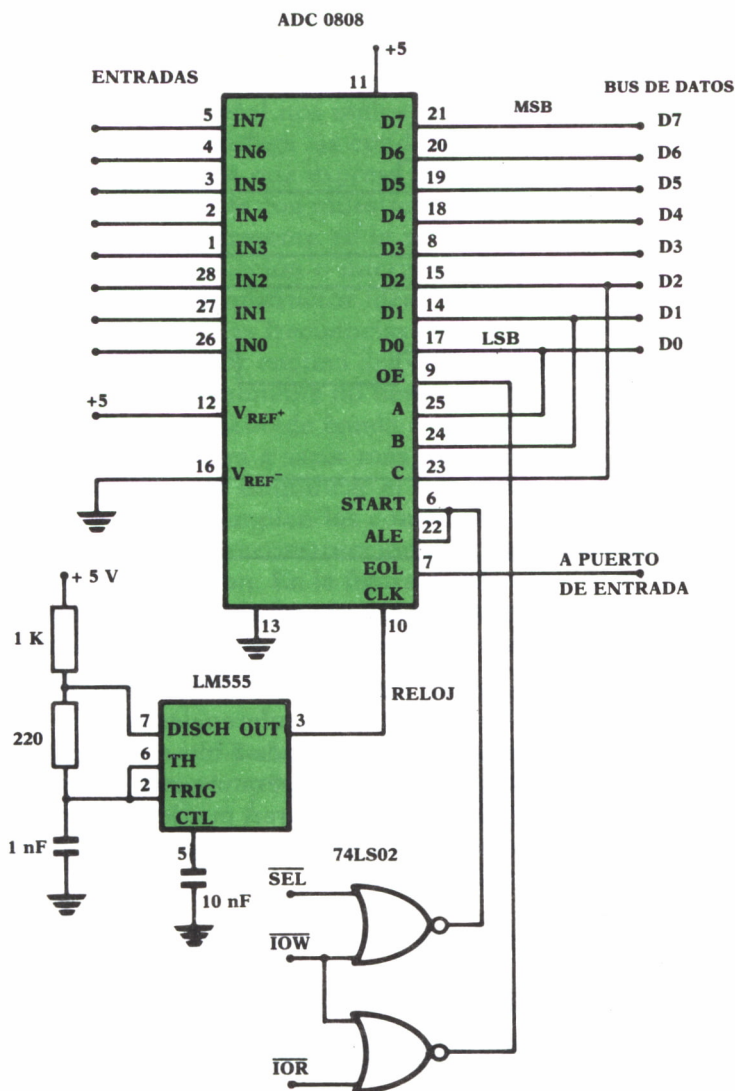 ADC 0808
+5
11
ENTRADAS
BUS DE DATOS
5 IN7 D7 21 MSB D7
4 IN6 D6 20 D6
3 IN5 D5 19 D5
2 IN4 D4 18 D4
1 IN3 D3 8 D3
28 IN2 D2 15 D2
27 IN1 D1 14 D1
26 IN0 D0 17 LSB D0
OE 9
+5 12 VREF+ A 25
B 24
16 VREF- C 23
START 6
ALE 22
EOL 7 A PUERTO
DE ENTRADA
CLK
13 10
+ 5 V
1 K
LM555
RELOJ
7 DISCH OUT 3
220
6 TH
2 TRIG
CTL
1 nF
5
10 nF
74LS02
SEL
IOW
IOR